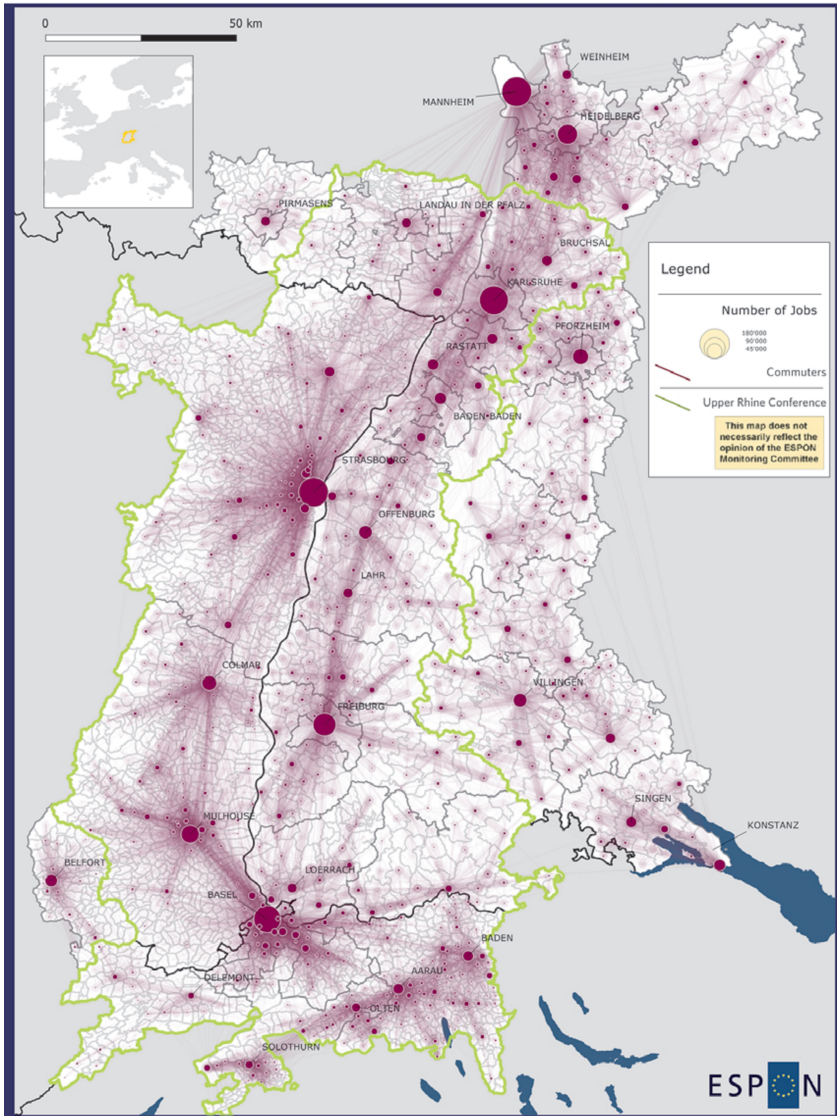 0 50 km
WEINHEIM
MANNHEIM
HEIDELBERG
PIRMASENS
LANDAU IN DER PFALZ
BRUCHSAL
KARLSRUHE
PFORZHEIM
RASTATT
BADEN-BADEN
STRASBOURG
OFFENBURG
LAHR
COLMAR
VILLINGEN
FREIBURG
SINGEN
MULHOUSE
KONSTANZ
BELFORT
LOERRACH
BASEL
BADEN
DELEMONT
AARAU
OLTEN
SOLOTHURN
Legend
Number of Jobs
180'000
90'000
45'000
Commuters
Upper Rhine Conference
This map does not
necessarily reflect the
opinion of the ESPON
Monitoring Committee
ESPON